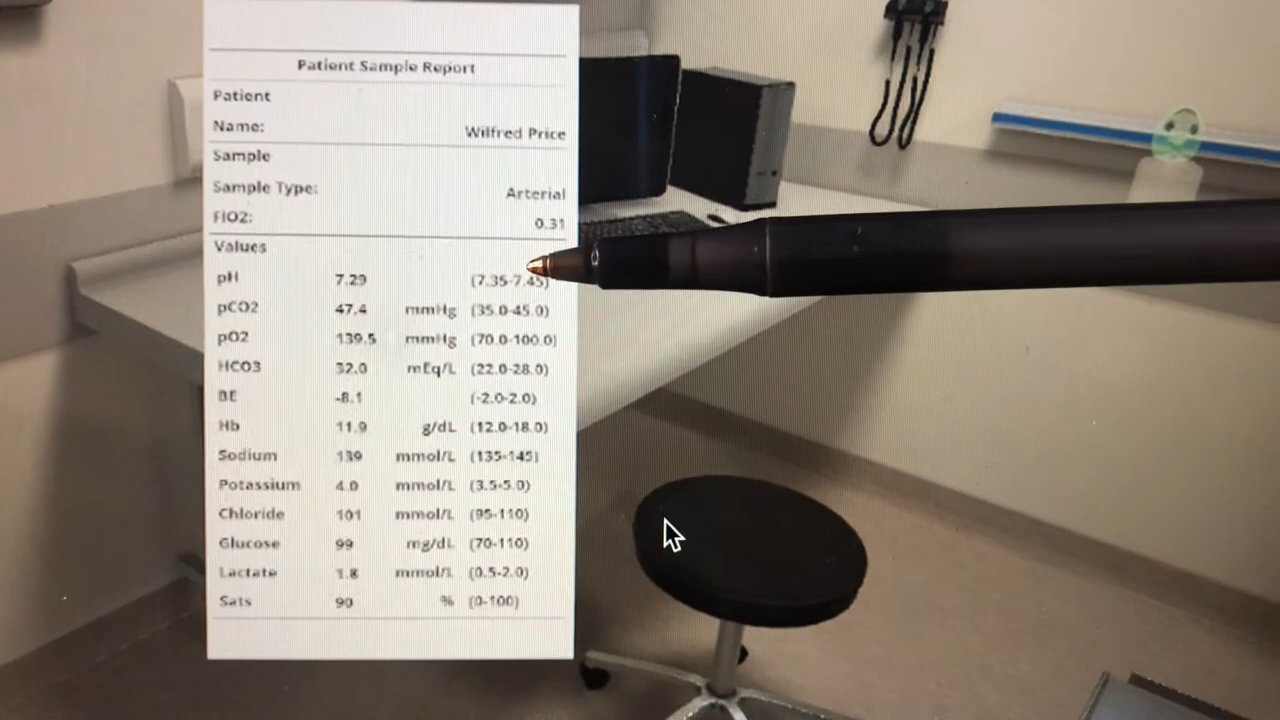 Patient Sample Report
Patient
Name: Wilfred Price
Sample
Sample Type: Arterial
FIO2: 0.31
Values
pH 7.29 (7.35-7.45)
pCO2 47.4 mmHg (35.0-45.0)
pO2 139.5 mmHg (70.0-100.0)
HCO3 32.0 mEq/L (22.0-28.0)
BE -8.1 (-2.0-2.0)
Hb 11.9 g/dL (12.0-18.0)
Sodium 139 mmol/L (135-145)
Potassium 4.0 mmol/L (3.5-5.0)
Chloride 101 mmol/L (95-110)
Glucose 99 mg/dL (70-110)
Lactate 1.8 mmol/L (0.5-2.0)
Sats 90 % (0-100)